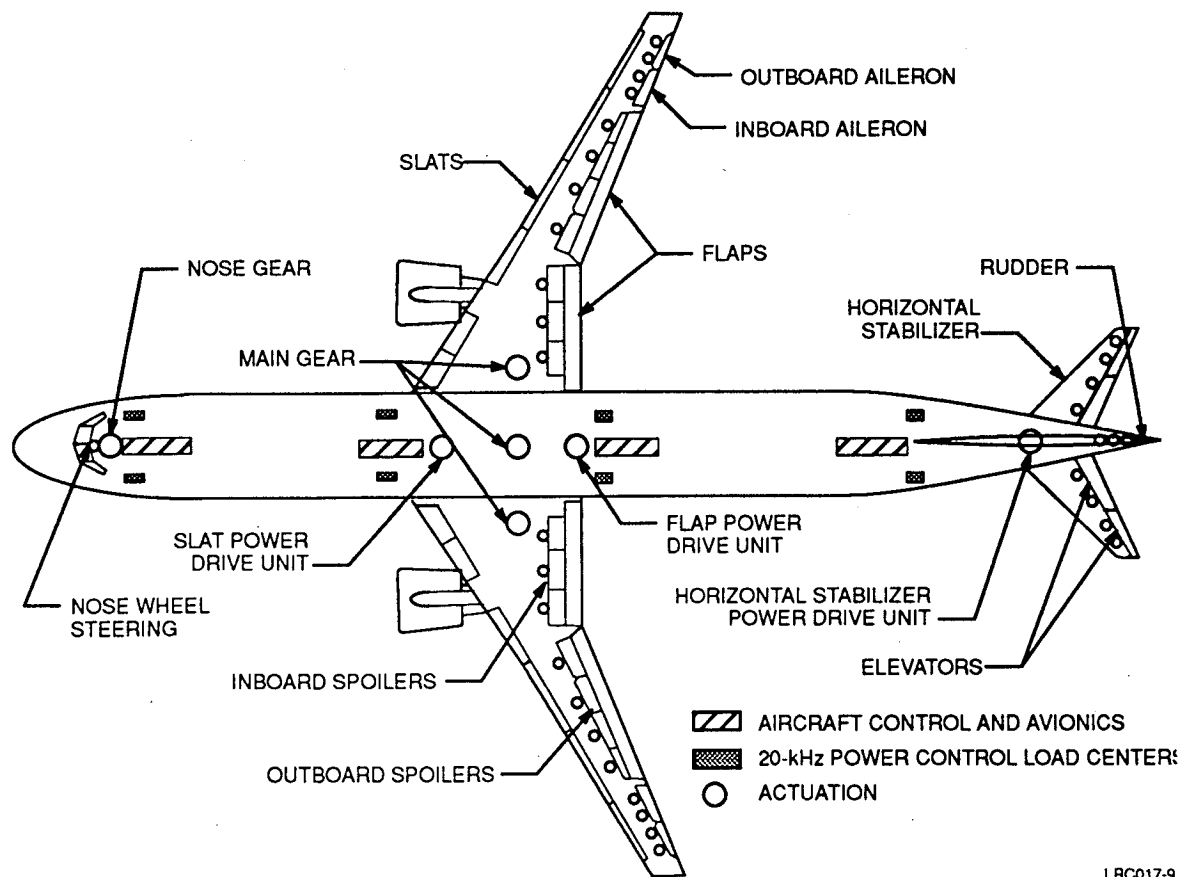 OUTBOARD AILERON
INBOARD AILERON
SLATS
NOSE GEAR
FLAPS
RUDDER
HORIZONTAL
STABILIZER
MAIN GEAR
SLAT POWER
DRIVE UNIT
FLAP POWER
DRIVE UNIT
NOSE WHEEL
STEERING
HORIZONTAL STABILIZER
POWER DRIVE UNIT
ELEVATORS
INBOARD SPOILERS
OUTBOARD SPOILERS
AIRCRAFT CONTROL AND AVIONICS
20-kHz POWER CONTROL LOAD CENTERS
ACTUATION
LRC017-9